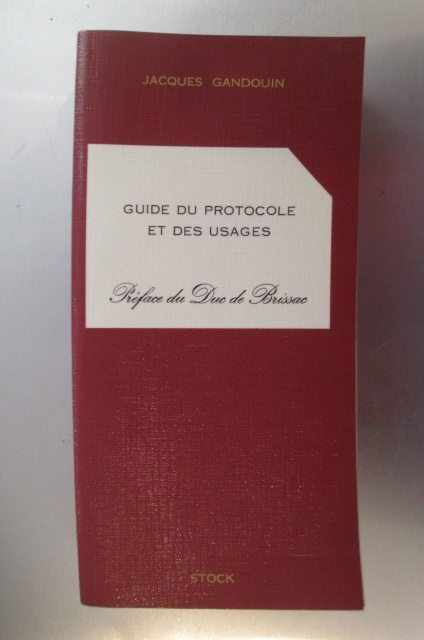 JACQUES GANDOUIN
GUIDE DU PROTOCOLE
ET DES USAGES
Préface du Duc de Brissac
STOCK